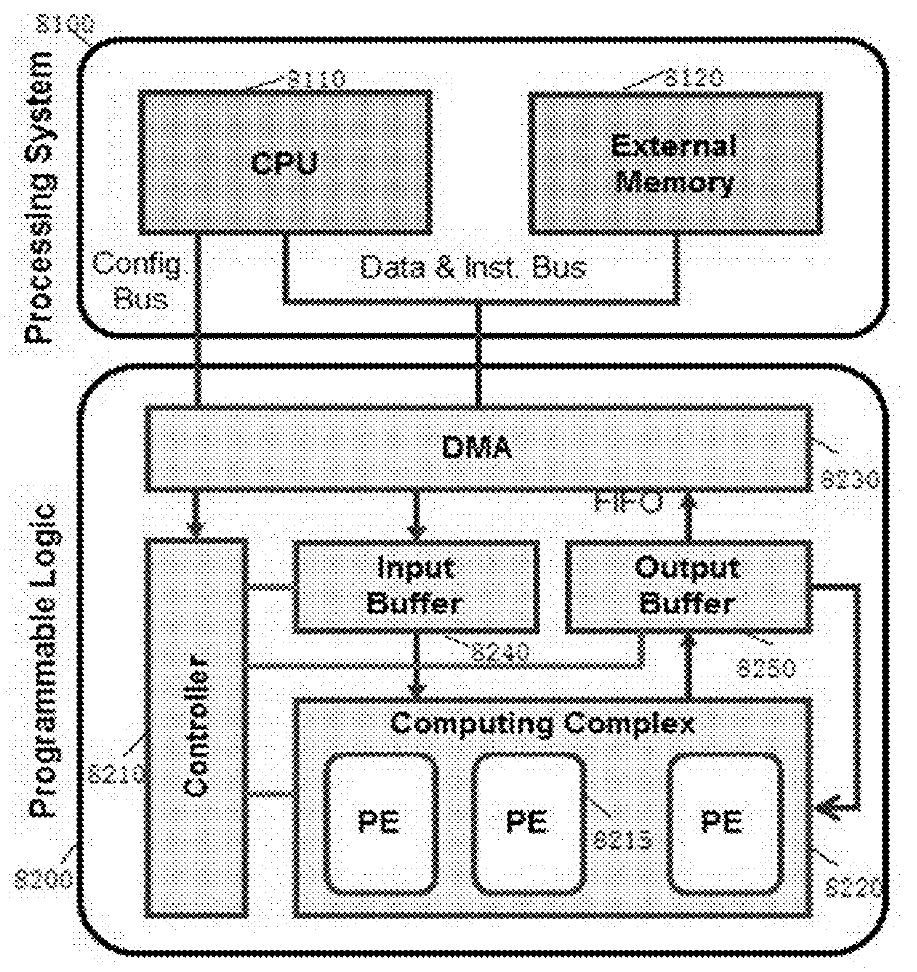 8100
Processing System
8110
CPU
8120
External
Memory
Config.
Bus
Data & Inst. Bus
Programmable Logic
DMA
8230
FIFO
Input
Buffer
8240
Output
Buffer
8250
Controller
8210
Computing Complex
PE
PE
PE
8215
8220
8200